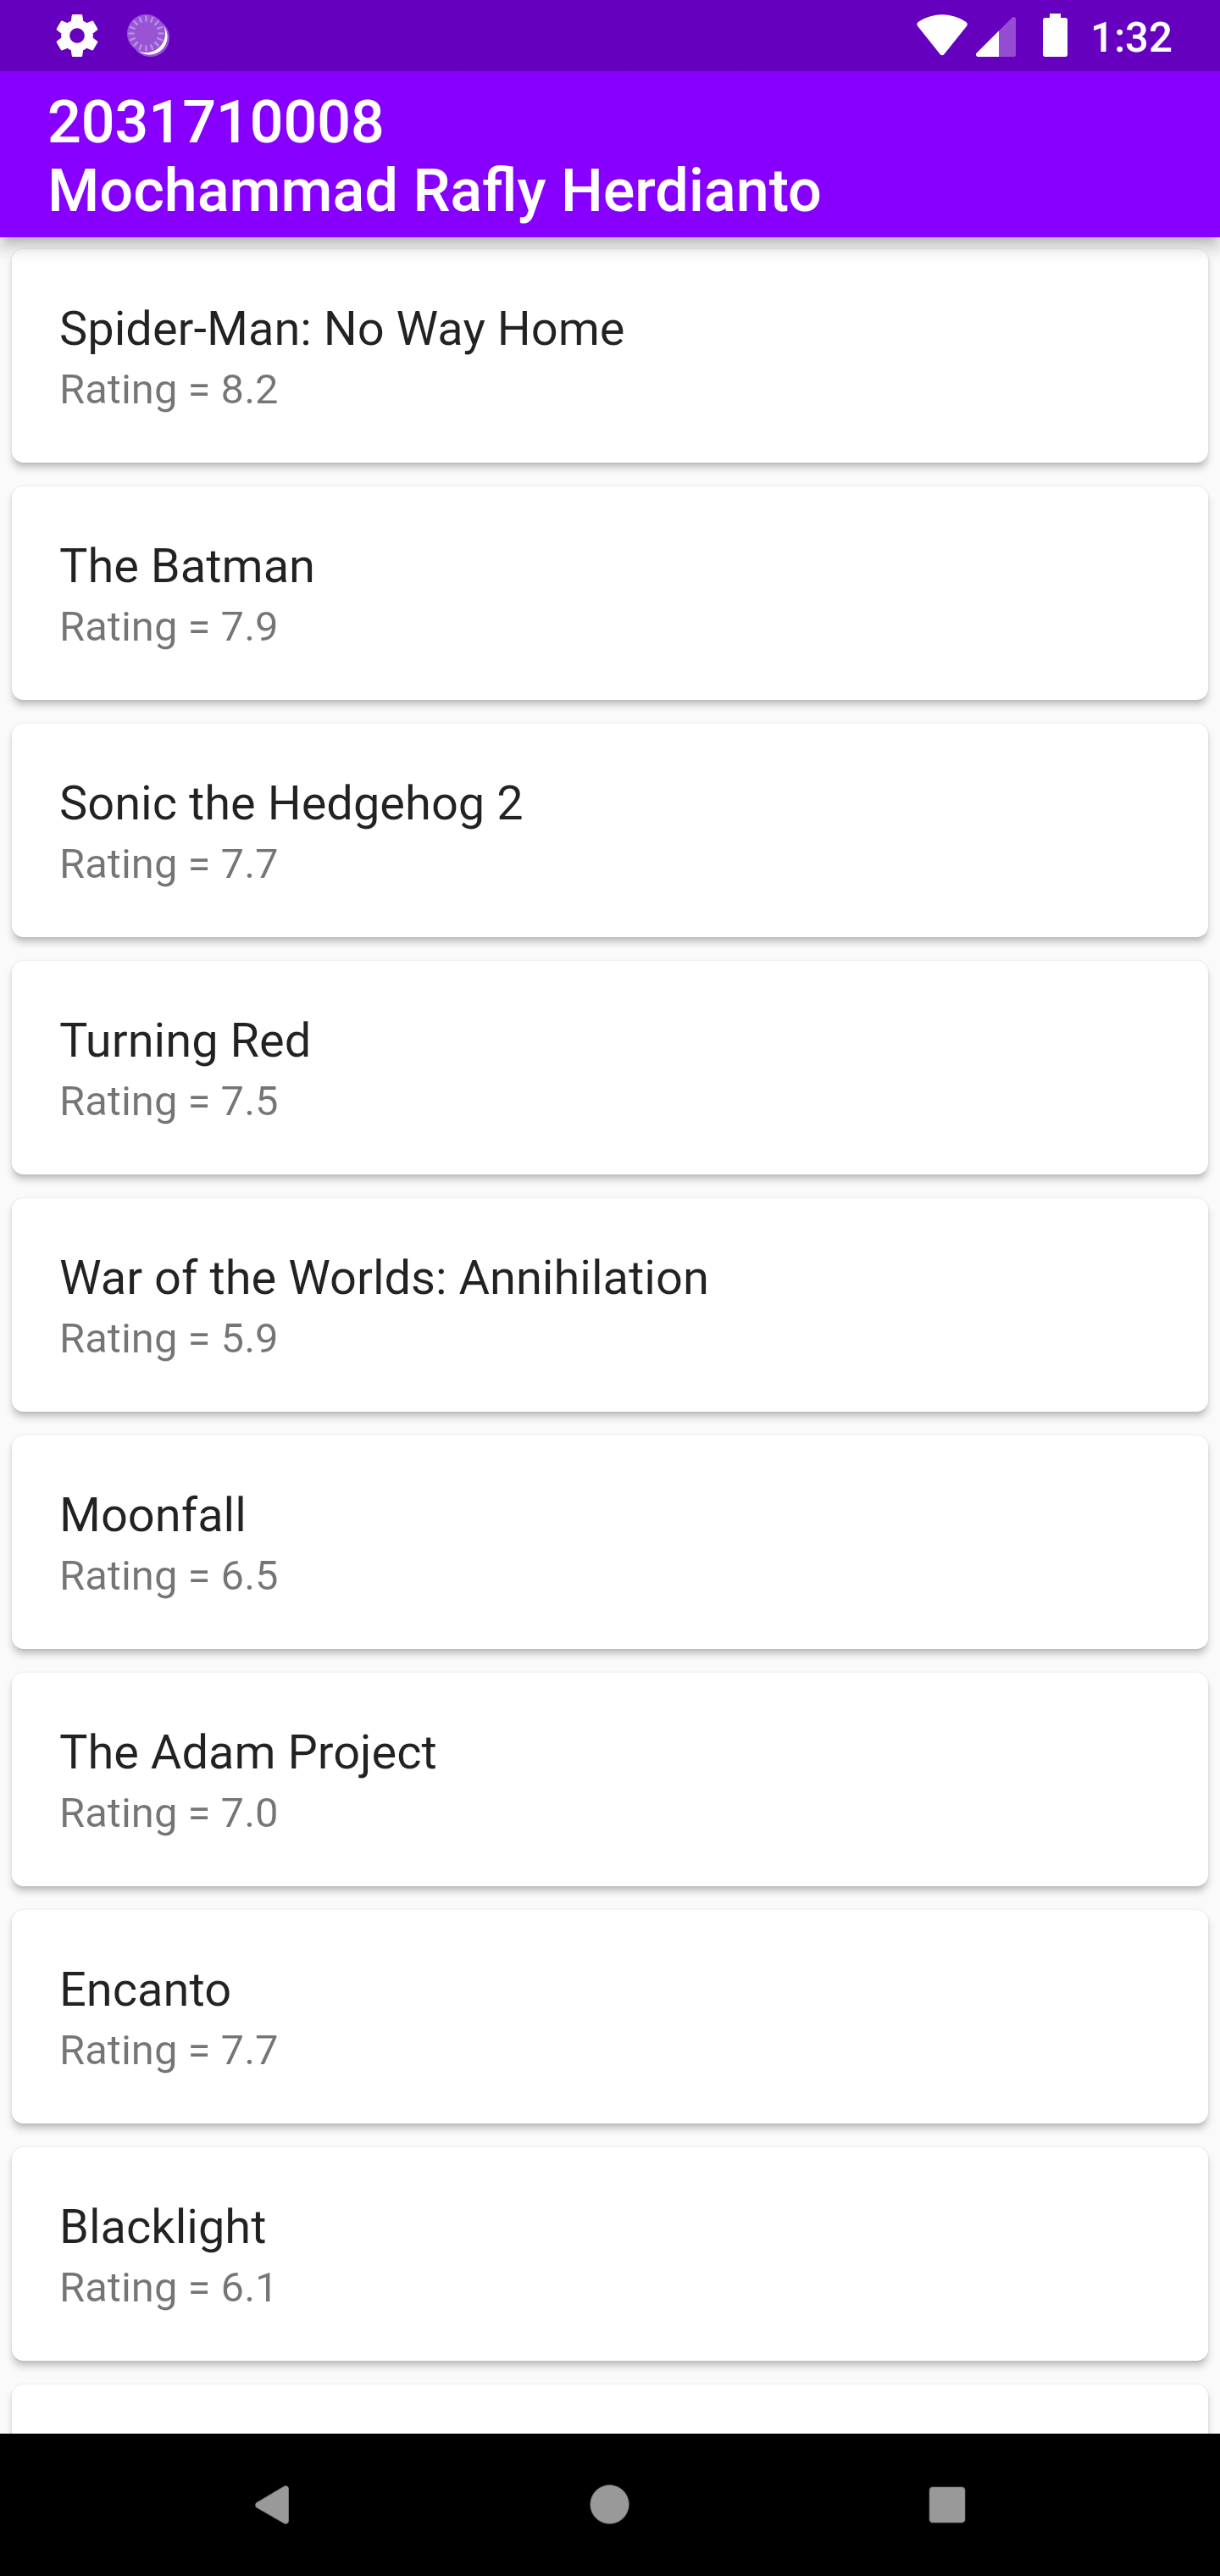 1:32
2031710008
Mochammad Rafly Herdianto
Spider-Man: No Way Home
Rating = 8.2
The Batman
Rating = 7.9
Sonic the Hedgehog 2
Rating = 7.7
Turning Red
Rating = 7.5
War of the Worlds: Annihilation
Rating = 5.9
Moonfall
Rating = 6.5
The Adam Project
Rating = 7.0
Encanto
Rating = 7.7
Blacklight
Rating = 6.1